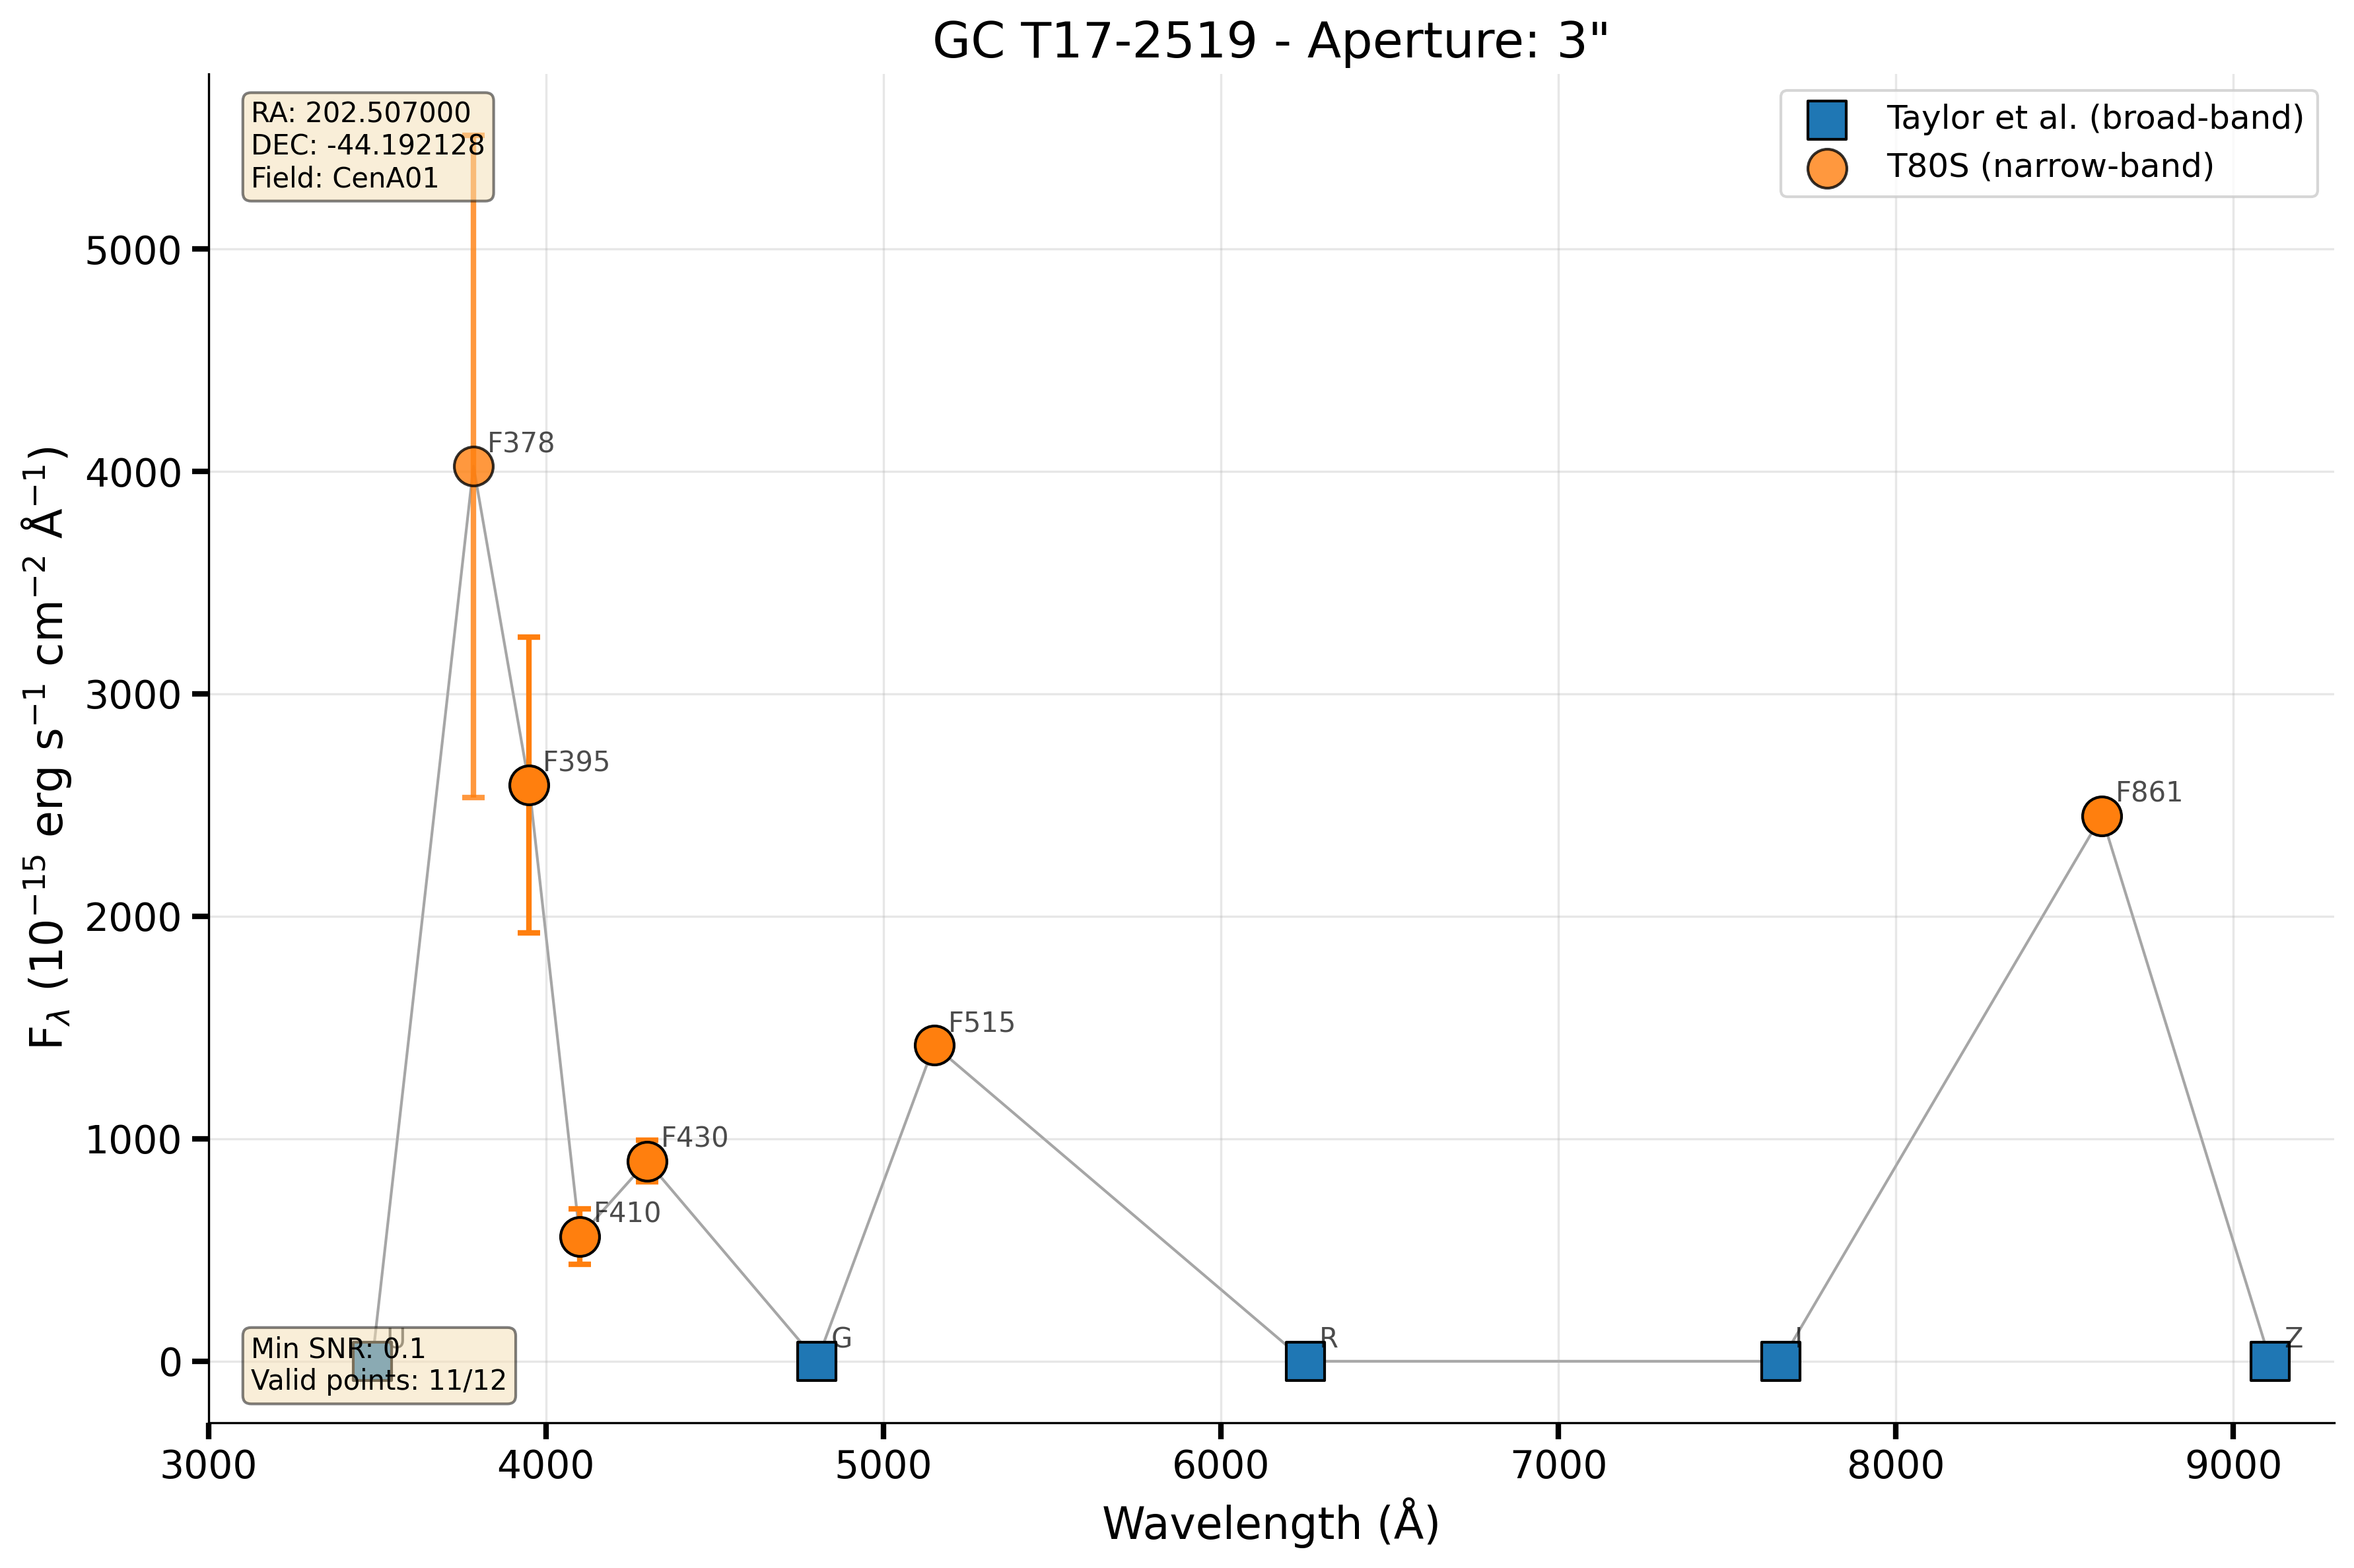 GC T17-2519 - Aperture: 3"
RA: 202.507000
DEC: -44.192128
Field: CenA01
Taylor et al. (broad-band)
T80S (narrow-band)
F$_{λ}$ (10$^{-15}$ erg s$^{-1}$ cm$^{-2}$ Å$^{-1}$)
5000
4000
3000
2000
1000
0
F378
F395
F861
F515
F430
F410
U
G
R
I
Z
Min SNR: 0.1
Valid points: 11/12
3000
4000
5000
6000
7000
8000
9000
Wavelength (Å)